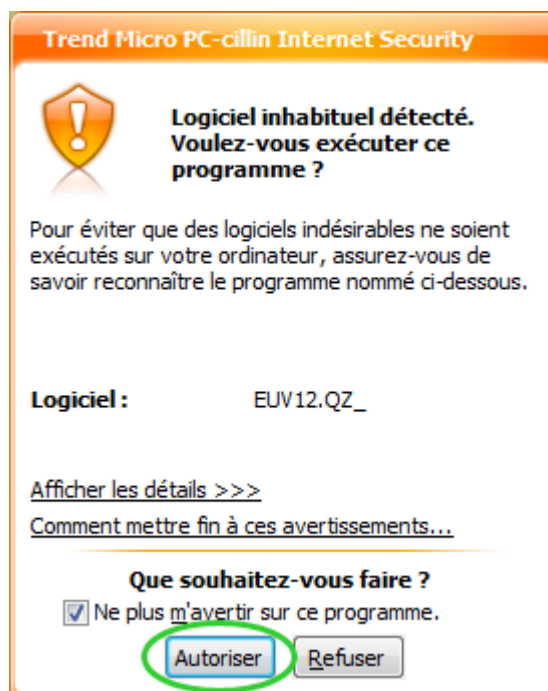 Trend Micro PC-cillin Internet Security
Logiciel inhabituel détecté.
Voulez-vous exécuter ce
programme ?
Pour éviter que des logiciels indésirables ne soient
exécutés sur votre ordinateur, assurez-vous de
savoir reconnaître le programme nommé ci-dessous.
Logiciel : EUV12.QZ_
Afficher les détails >>>
Comment mettre fin à ces avertissements...
Que souhaitez-vous faire ?
Ne plus m'avertir sur ce programme.
Autoriser Refuser